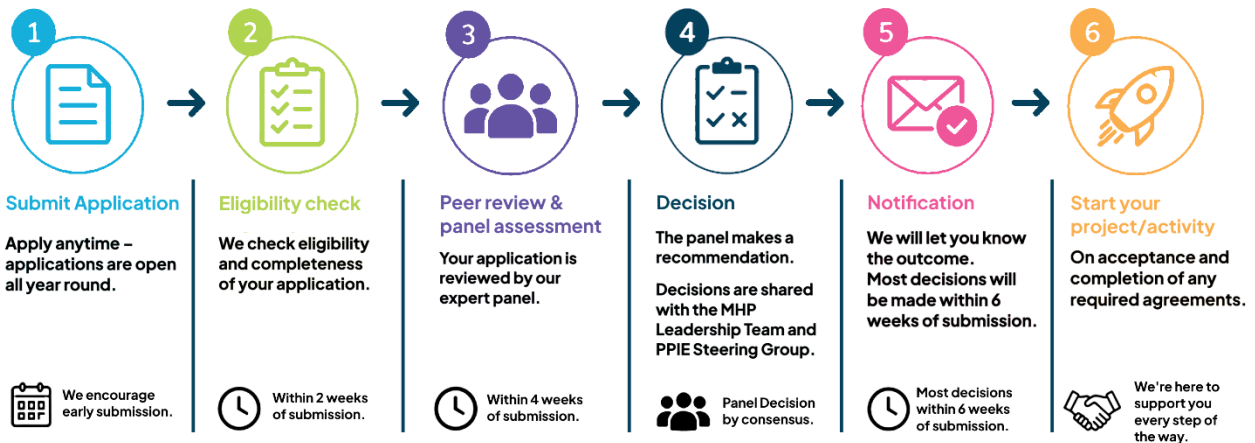 1
Submit Application
Apply anytime –
applications are open
all year round.
We encourage
early submission.
2
Eligibility check
We check eligibility
and completeness
of your application.
Within 2 weeks
of submission.
3
Peer review &
panel assessment
Your application is
reviewed by our
expert panel.
Within 4 weeks
of submission.
4
Decision
The panel makes a
recommendation.
Decisions are shared
with the MHP
Leadership Team and
PPIE Steering Group.
Panel Decision
by consensus.
5
Notification
We will let you know
the outcome.
Most decisions will
be made within 6
weeks of submission.
Most decisions
within 6 weeks
of submission.
6
Start your
project/activity
On acceptance and
completion of any
required agreements.
We're here to
support you
every step of
the way.